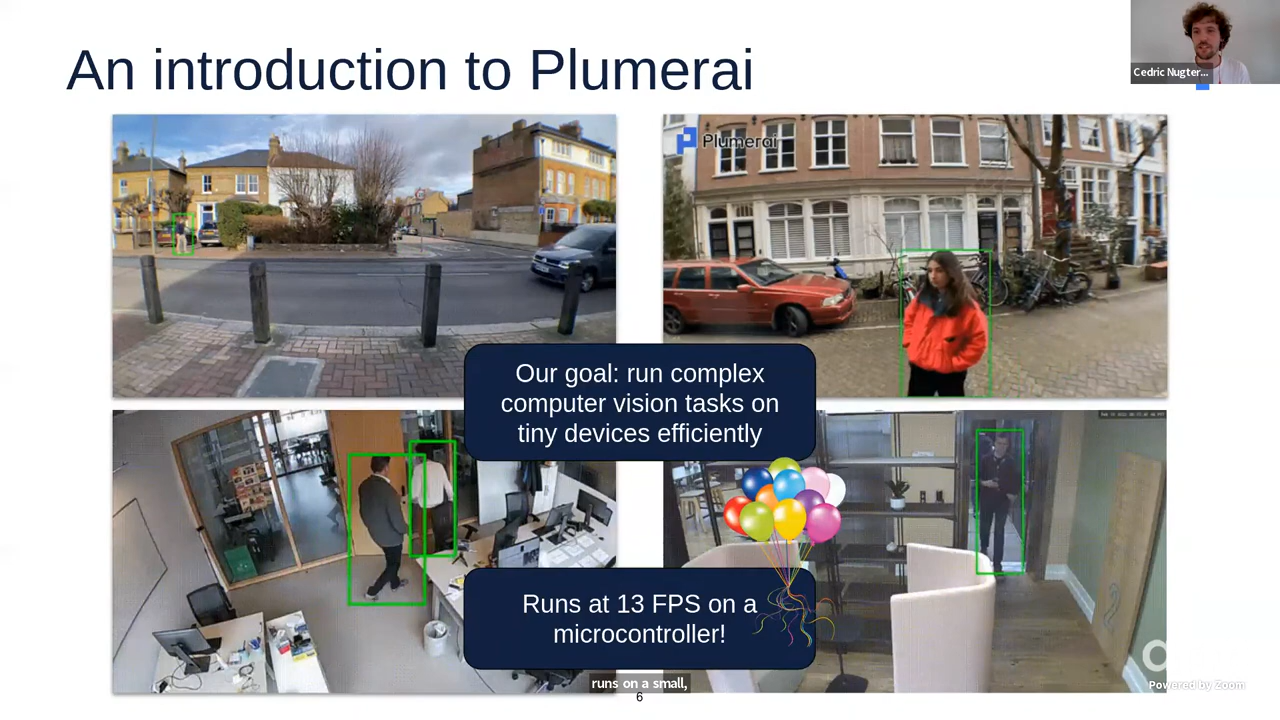 An introduction to Plumerai
Cedric Nugter...
Plumerai
Our goal: run complex
computer vision tasks on
tiny devices efficiently
Runs at 13 FPS on a
microcontroller!
runs on a small,
6
Powered by Zoom